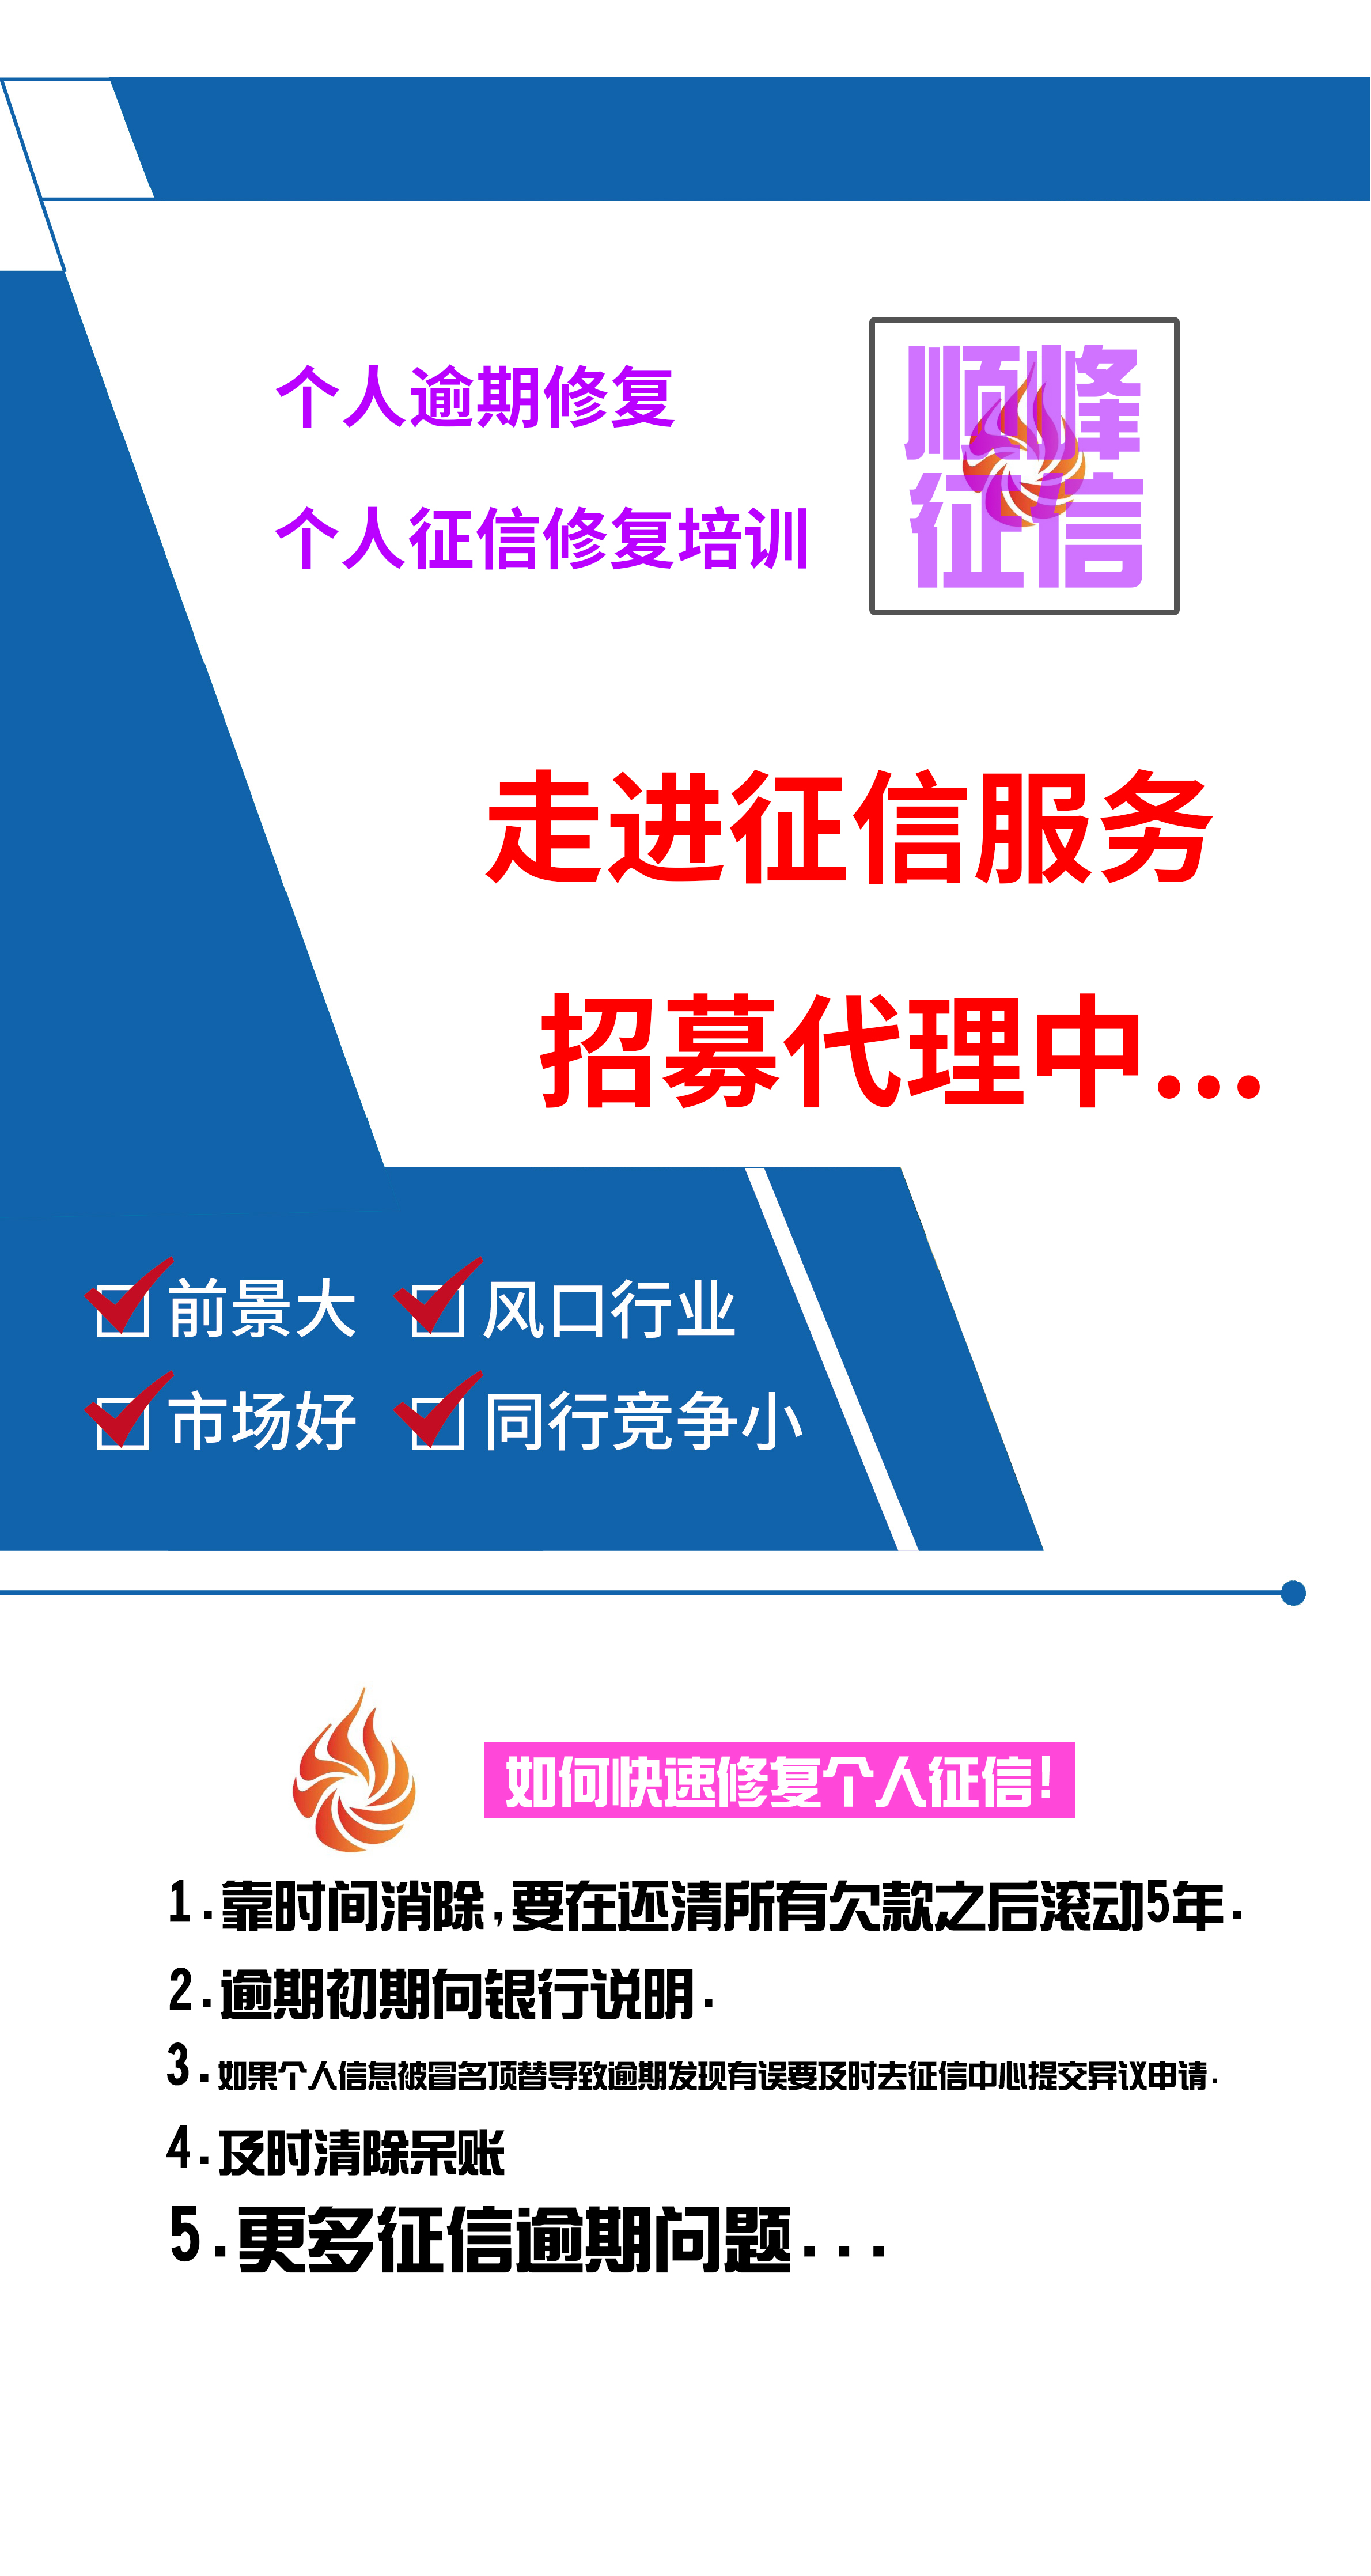 个人逾期修复
个人征信修复培训
顺峰
征信
走进征信服务
招募代理中...
前景大
风口行业
市场好
同行竞争小
如何快速修复个人征信!
1.靠时间消除,要在还清所有欠款之后滚动5年.
2.逾期初期向银行说明.
3.如果个人信息被冒名顶替导致逾期发现有误要及时去征信中心提交异议申请.
4.及时清除呆账
5.更多征信逾期问题...